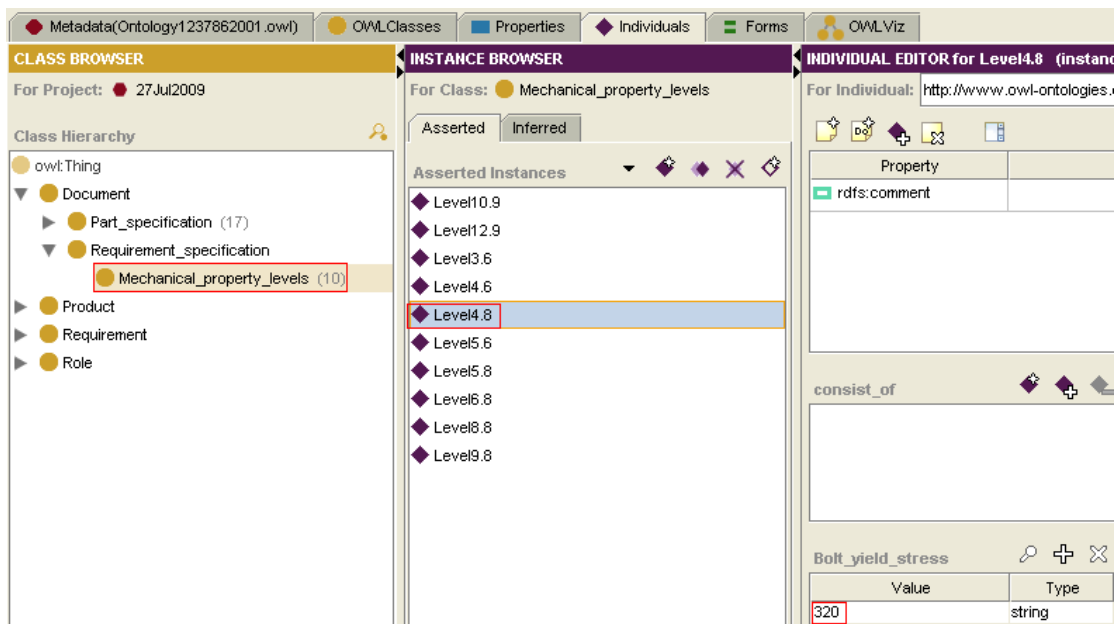 Metadata(Ontology1237862001.owl) OWLClasses Properties Individuals Forms OWLViz
CLASS BROWSER
For Project: 27Jul2009
Class Hierarchy
owl:Thing
Document
Part_specification (17)
Requirement_specification
Mechanical_property_levels (10)
Product
Requirement
Role
INSTANCE BROWSER
For Class: Mechanical_property_levels
Asserted Inferred
Asserted Instances
Level10.9
Level12.9
Level3.6
Level4.6
Level4.8
Level5.6
Level5.8
Level6.8
Level8.8
Level9.8
INDIVIDUAL EDITOR for Level4.8 (instanc
For Individual: http://www.owl-ontologies.
Property
rdfs:comment
consist_of
Bolt_yield_stress
Value Type
320 string